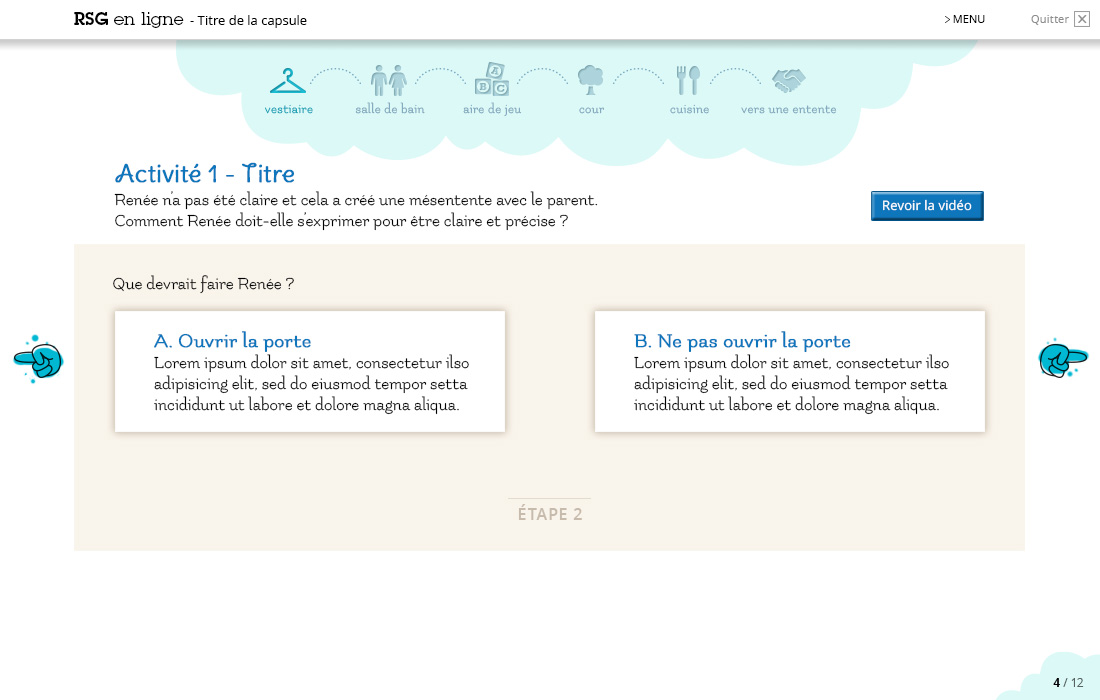 RSG en ligne - Titre de la capsule
> MENU
Quitter
vestiaire
salle de bain
A
D C
aire de jeu
cour
cuisine
vers une entente
Activité 1 - Titre
Renée n'a pas été claire et cela a créé une mésentente avec le parent.
Comment Renée doit-elle s'exprimer pour être claire et précise ?
Revoir la vidéo
Que devrait faire Renée ?
A. Ouvrir la porte
Lorem ipsum dolor sit amet, consectetur ilso
adipisicing elit, sed do eiusmod tempor setta
incididunt ut labore et dolore magna aliqua.
B. Ne pas ouvrir la porte
Lorem ipsum dolor sit amet, consectetur ilso
adipisicing elit, sed do eiusmod tempor setta
incididunt ut labore et dolore magna aliqua.
ÉTAPE 2
4 / 12